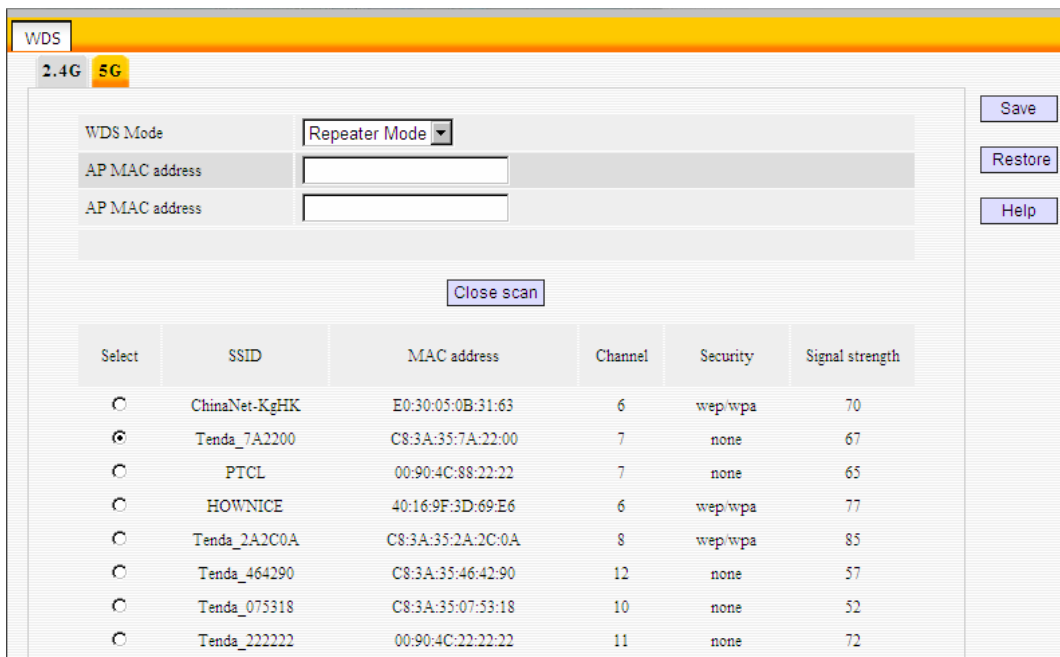 WDS
2.4G 5G
Save
WDS Mode Repeater Mode
AP MAC address
Restore
AP MAC address
Help
Close scan
Select SSID MAC address Channel Security Signal strength
ChinaNet-KgHK E0:30:05:0B:31:63 6 wep/wpa 70
Tenda_7A2200 C8:3A:35:7A:22:00 7 none 67
PTCL 00:90:4C:88:22:22 7 none 65
HOWNICE 40:16:9F:3D:69:E6 6 wep/wpa 77
Tenda_2A2C0A C8:3A:35:2A:2C:0A 8 wep/wpa 85
Tenda_464290 C8:3A:35:46:42:90 12 none 57
Tenda_075318 C8:3A:35:07:53:18 10 none 52
Tenda_222222 00:90:4C:22:22:22 11 none 72